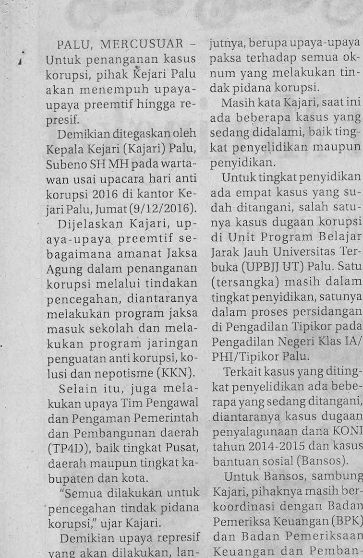 PALU, MERCUSUAR –
Untuk penanganan kasus
korupsi, pihak Kejari Palu
akan menempuh upaya-
upaya preemtif hingga re-
presif.
Demikian ditegaskan oleh
Kepala Kejari (Kajari) Palu,
Subeno SH MH pada warta-
wan usai upacara hari anti
korupsi 2016 di kantor Ke-
jari Palu, Jumat (9/12/2016).
Dijelaskan Kajari, up-
aya-upaya preemtif se-
bagaimana amanat Jaksa
Agung dalam penanganan
korupsi melalui tindakan
pencegahan, diantaranya
melakukan program jaksa
masuk sekolah dan mela-
kukan program jaringan
penguatan anti korupsi, ko-
lusi dan nepotisme (KKN).
Selain itu, juga mela-
kukan upaya Tim Pengawal
dan Pengaman Pemerintah
dan Pembangunan daerah
(TP4D), baik tingkat Pusat,
daerah maupun tingkat ka-
bupaten dan kota.
“Semua dilakukan untuk
pencegahan tindak pidana
korupsi,” ujar Kajari.
Demikian upaya represif
yang akan dilakukan, lan-
jutnya, berupa upaya-upaya
paksa terhadap semua ok-
num yang melakukan tin-
dak pidana korupsi.
Masih kata Kajari, saat ini
ada beberapa kasus yang
sedang didalami, baik ting-
kat penyelidikan maupun
penyidikan.
Untuk tingkat penyidikan
ada empat kasus yang su-
dah ditangani, salah satu-
nya kasus dugaan korupsi
di Unit Program Belajar
Jarak Jauh Universitas Ter-
buka (UPBJJ UT) Palu. Satu
(tersangka) masih dalam
tingkat penyidikan, satunya
dalam proses persidangan
di Pengadilan Tipikor pada
Pengadilan Negeri Klas IA/
PHI/Tipikor Palu.
Terkait kasus yang diting-
kat penyelidikan ada bebe-
rapa yang sedang ditangani,
diantaranya kasus dugaan
penyalagunaan dana KONI
tahun 2014-2015 dan kasus
bantuan sosial (Bansos).
Untuk Bansos, sambung
Kajari, pihaknya masih ber-
koordinasi dengan Badan
Pemeriksa Keuangan (BPK)
dan Badan Pemeriksaan
Keuangan dan Pemban